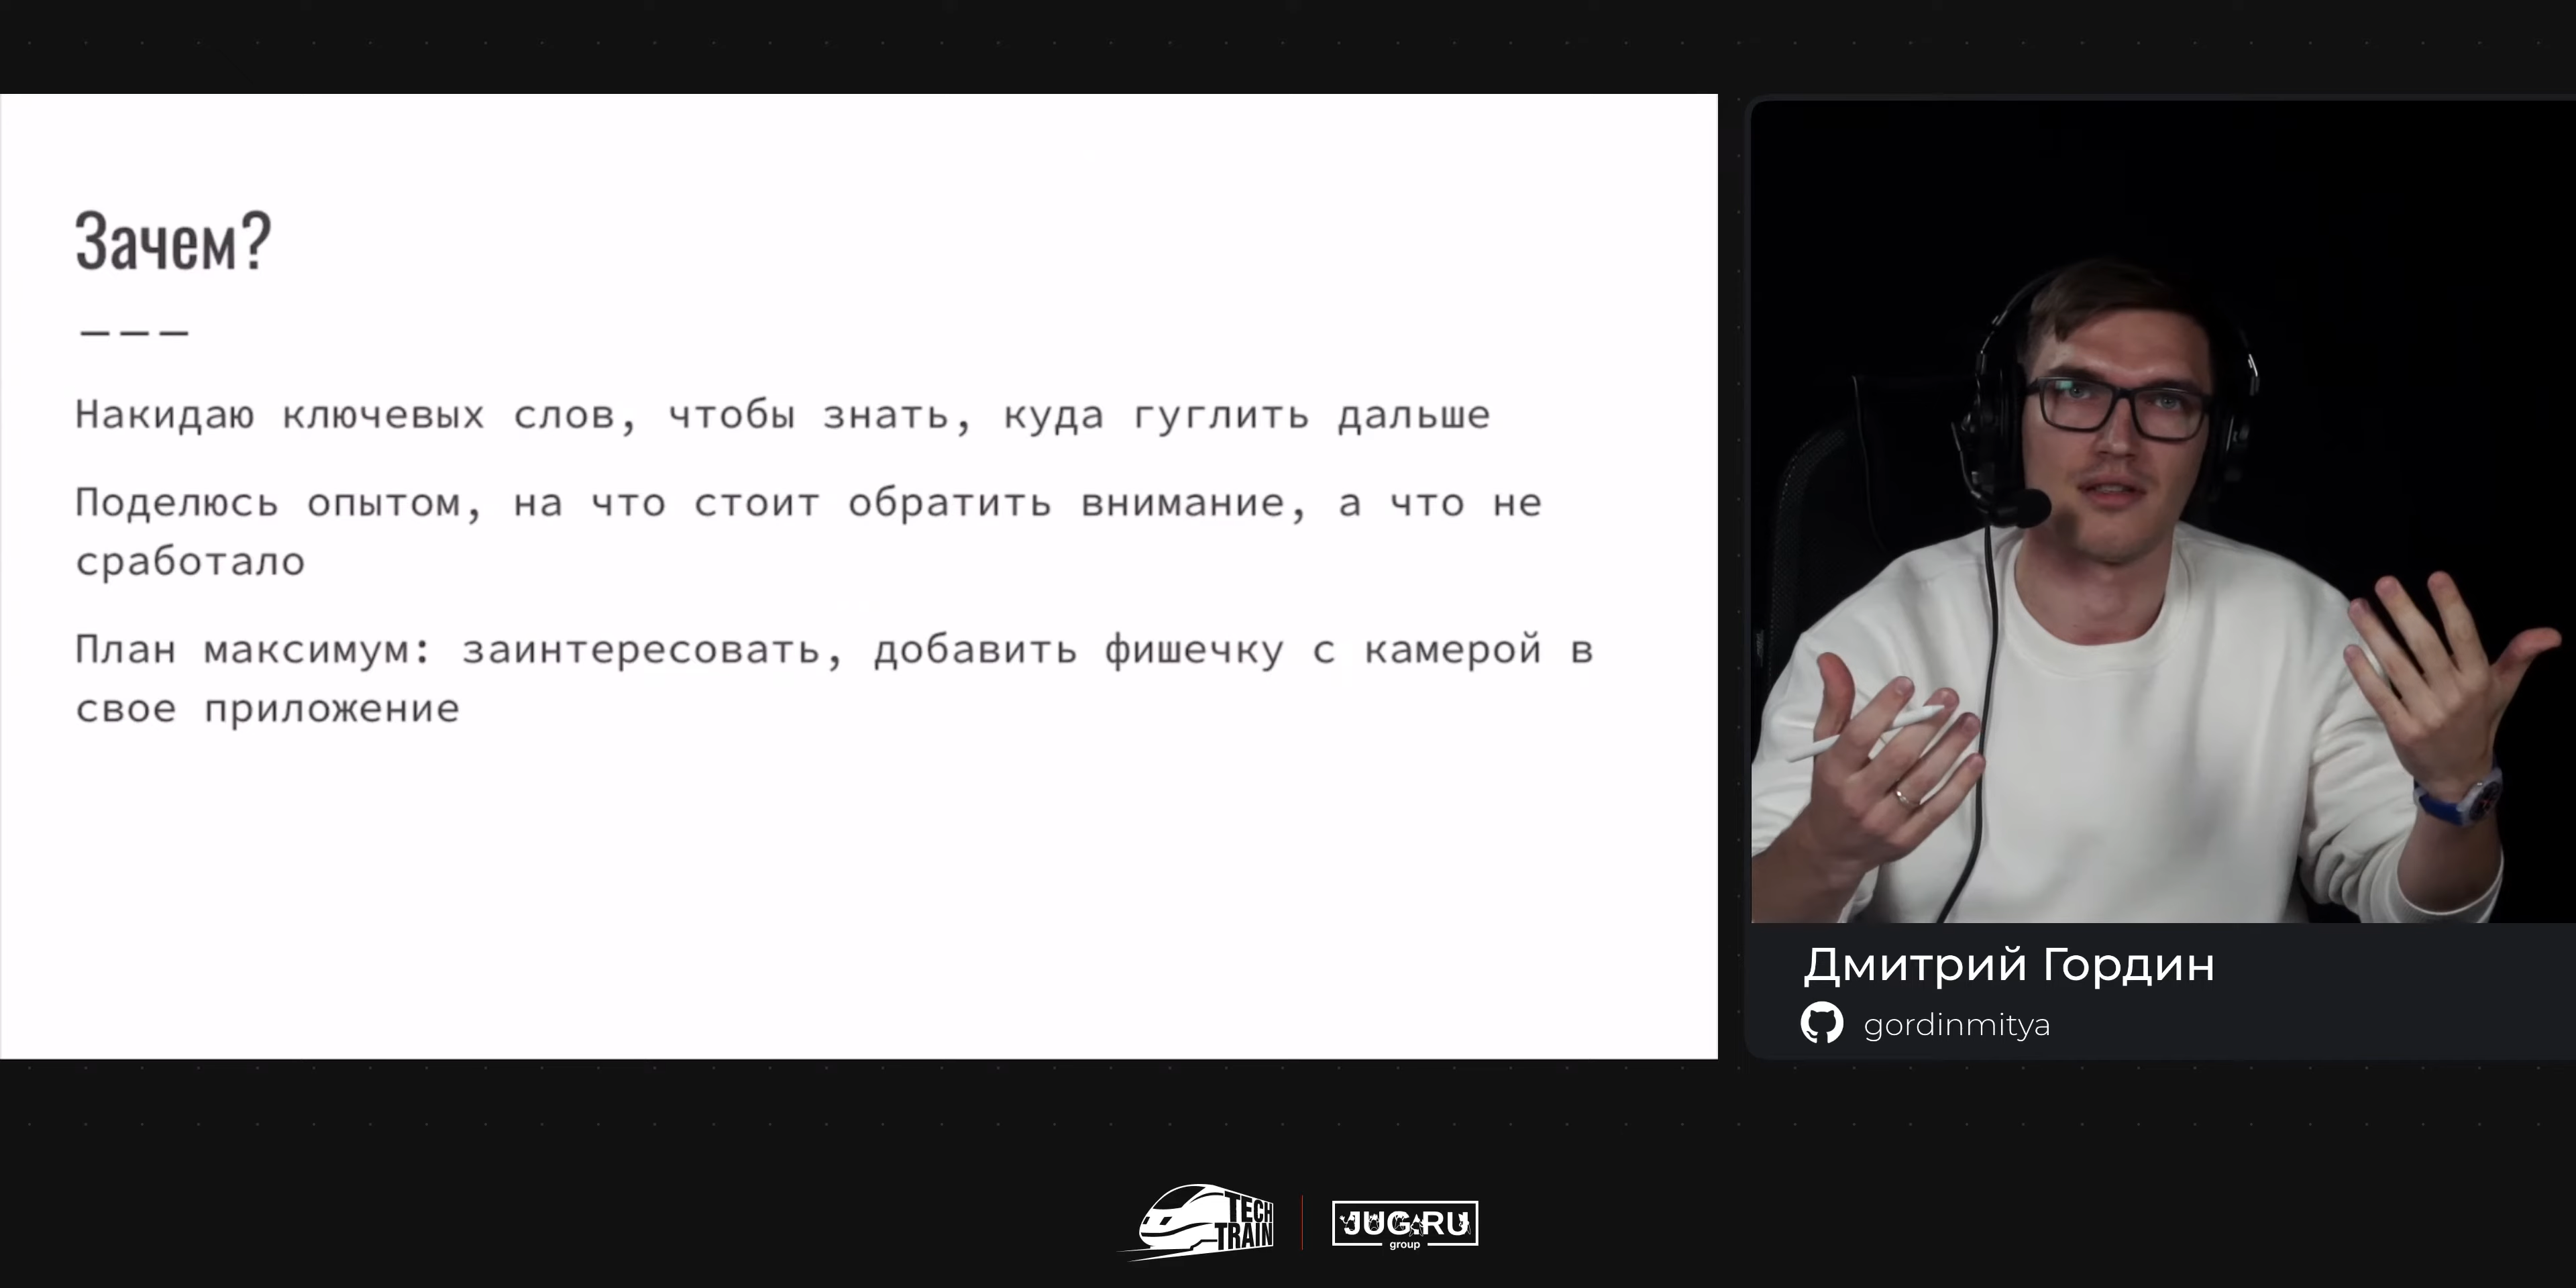 Зачем?
---
Накидаю ключевых слов, чтобы знать, куда гуглить дальше
Поделюсь опытом, на что стоит обратить внимание, а что не
сработало
План максимум: заинтересовать, добавить фишечку с камерой в
свое приложение
Дмитрий Гордин
gordinmitya
TECH
TRAIN
JUG.RU
group